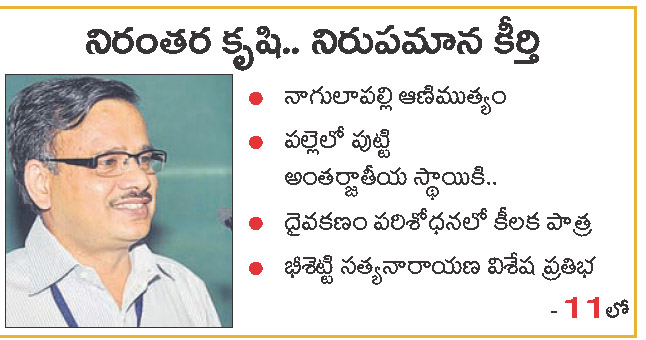 నిరంతర కృషి.. నిరుపమాన కీర్తి
● నాగులాపల్లి ఆణిముత్యం
● పల్లెలో పుట్టి
అంతర్జాతీయ స్థాయికి..
● దైవకణం పరిశోధనలో కీలక పాత్ర
● భీశెట్టి సత్యనారాయణ విశేష ప్రతిభ
- 11లో